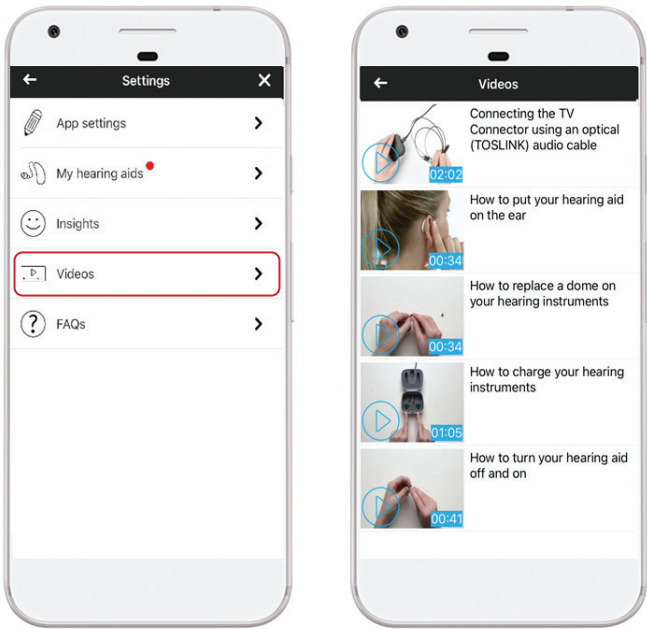 Settings
App settings
My hearing aids
Insights
Videos
FAQs
Videos
Connecting the TV
Connector using an optical
(TOSLINK) audio cable
02:02
How to put your hearing aid
on the ear
00:34
How to replace a dome on
your hearing instruments
00:34
How to charge your hearing
instruments
01:05
How to turn your hearing aid
off and on
00:41